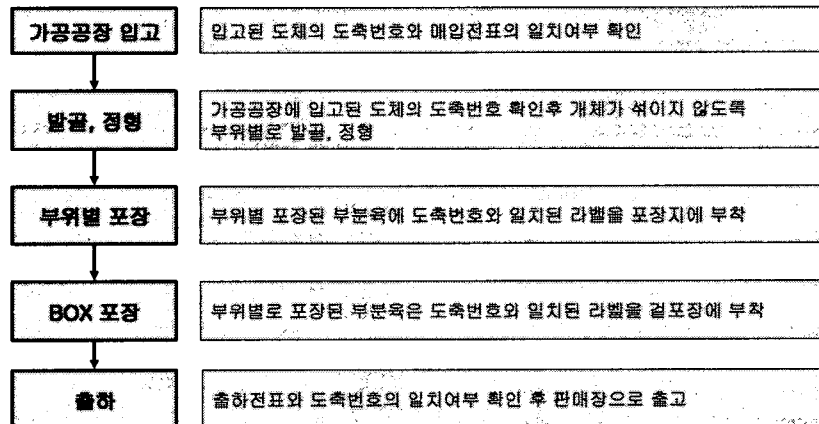 가공공장 입고
입고된 도체의 도축번호와 매입전표의 일치여부 확인
발골, 정형
가공공장에 입고된 도체의 도축번호 확인후 개체가 섞이지 않도록
부위별로 발골, 정형
부위별 포장
부위별 포장된 부분육에 도축번호와 일치된 라벨을 포장지에 부착
BOX 포장
부위별로 포장된 부분육은 도축번호와 일치된 라벨을 겉포장에 부착
출하
출하전표와 도축번호의 일치여부 확인 후 판매장으로 출고